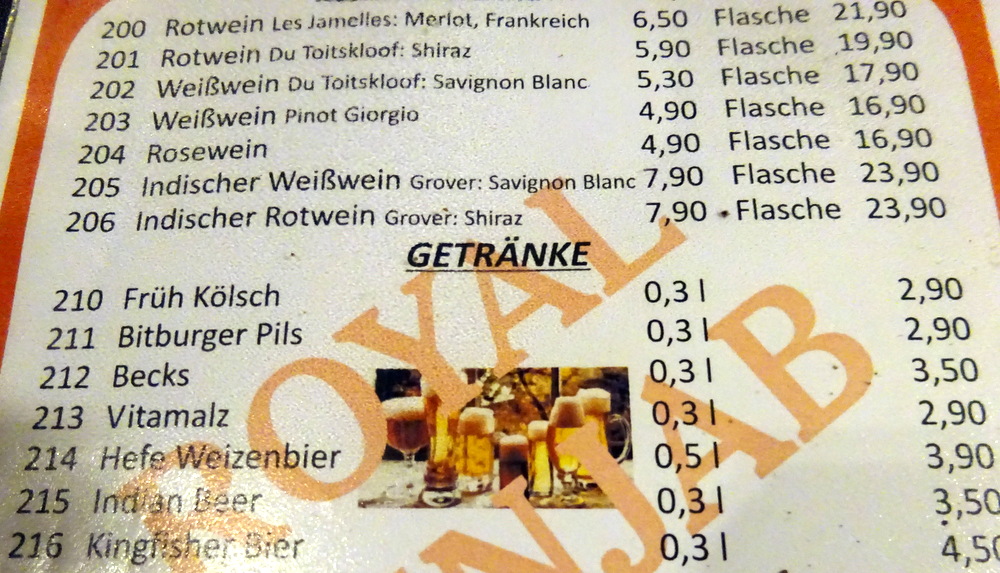 200 Rotwein Les Jamelles: Merlot, Frankreich 6,50 Flasche 21,90
201 Rotwein Du Toitskloof: Shiraz 5,90 Flasche 19,90
202 Weißwein Du Toitskloof: Savignon Blanc 5,30 Flasche 17,90
203 Weißwein Pinot Giorgio 4,90 Flasche 16,90
204 Rosewein 4,90 Flasche 16,90
205 Indischer Weißwein Grover: Savignon Blanc 7,90 Flasche 23,90
206 Indischer Rotwein Grover: Shiraz 7,90 Flasche 23,90
GETRÄNKE
210 Früh Kölsch 0,3 l 2,90
211 Bitburger Pils 0,3 l 2,90
212 Becks 0,3 l 3,50
213 Vitamalz 0,3 l 2,90
214 Hefe Weizenbier 0,5 l 3,90
215 Indian Beer 0,3 l 3,50
216 Kingfisher Bier 0,3 l 4,50
ROYAL
NJAB